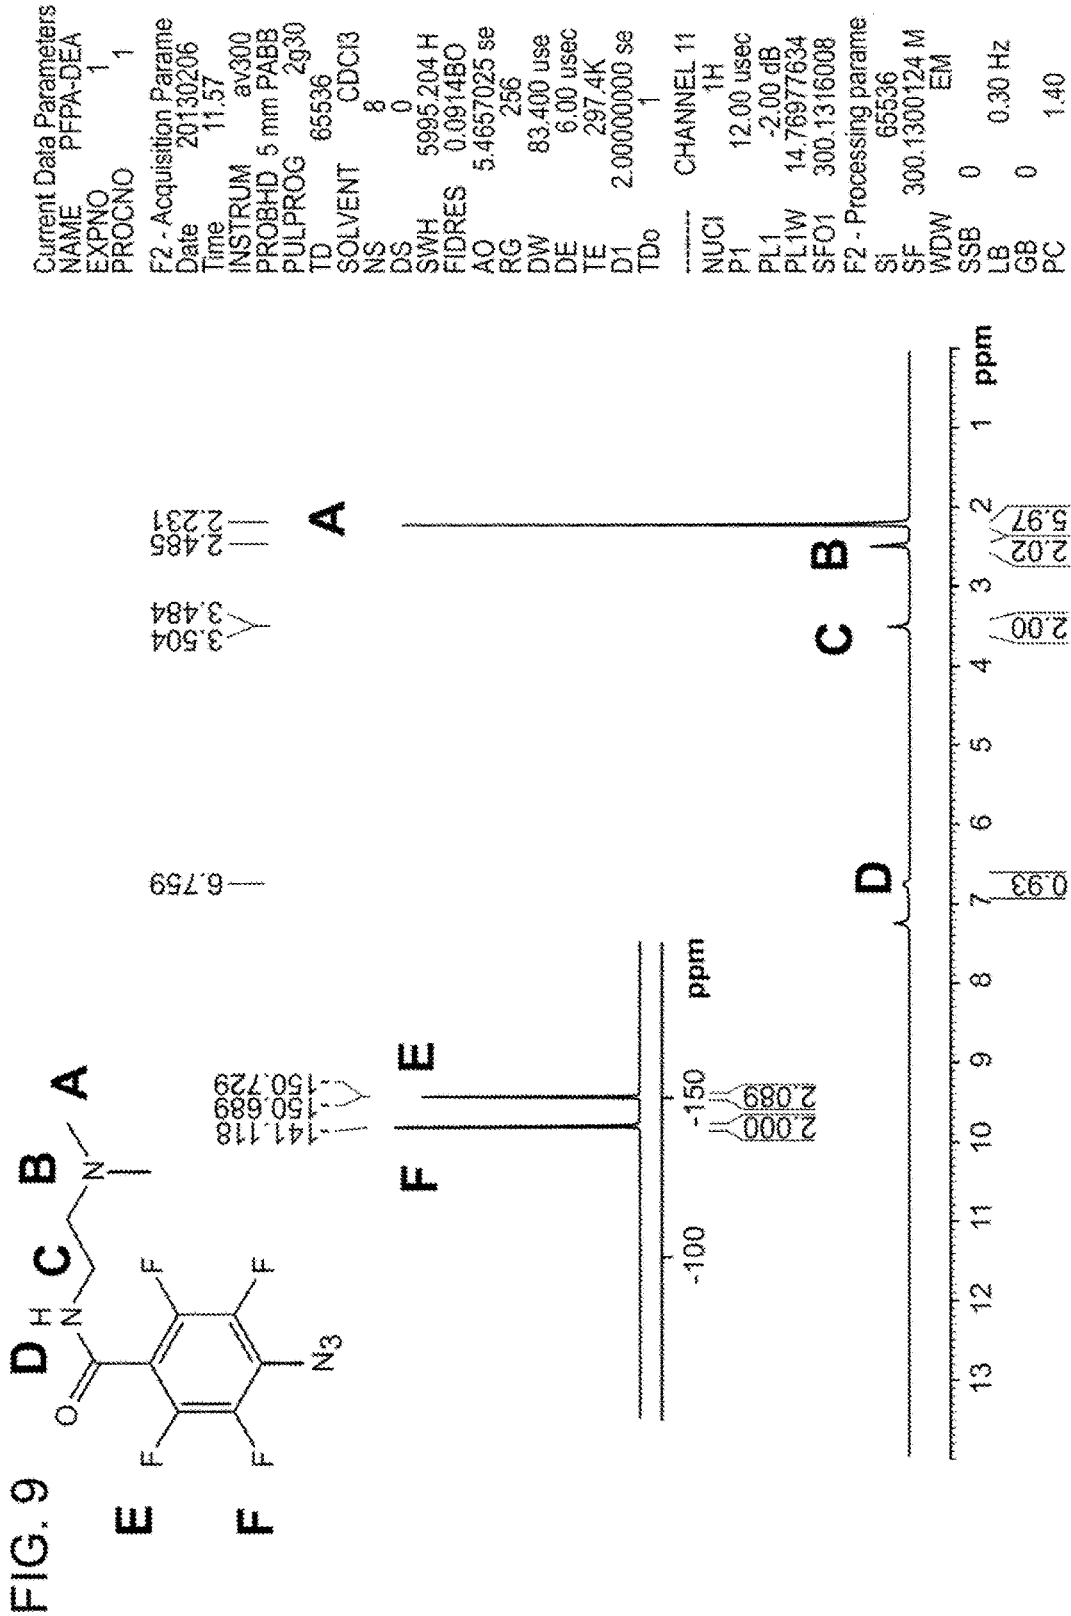 FIG. 9
E
F
D
C
B
A
O
H
N
N
F
F
F
F
N3
F
E
141.118
150.689
150.729
-100
-150
ppm
2.000
2.089
6.759
3.504
3.484
2.485
2.231
D
C
B
A
13
12
11
10
9
8
7
6
5
4
3
2
1
ppm
0.93
2.00
2.02
5.97
Current Data Parameters
NAME PFPA-DEA
EXPNO 1
PROCNO 1
F2 - Acquisition Parame
Date 20130206
Time 11.57
INSTRUM av300
PROBHD 5 mm PABB
PULPROG 2g30
TD 65536
SOLVENT CDCI3
NS 8
DS 0
SWH 5995.204 H
FIDRES 0.0914BO
AO 5.4657025 se
RG 256
DW 83.400 use
DE 6.00 usec
TE 297.4K
D1 2.00000000 se
TDo 1
-------- CHANNEL 11
NUCI 1H
P1 12.00 usec
PL1 -2.00 dB
PL1W 14.76977634
SFO1 300.1316008
F2 - Processing parame
SI 65536
SF 300.1300124 M
WDW EM
SSB 0
LB 0.30 Hz
GB 0
PC 1.40